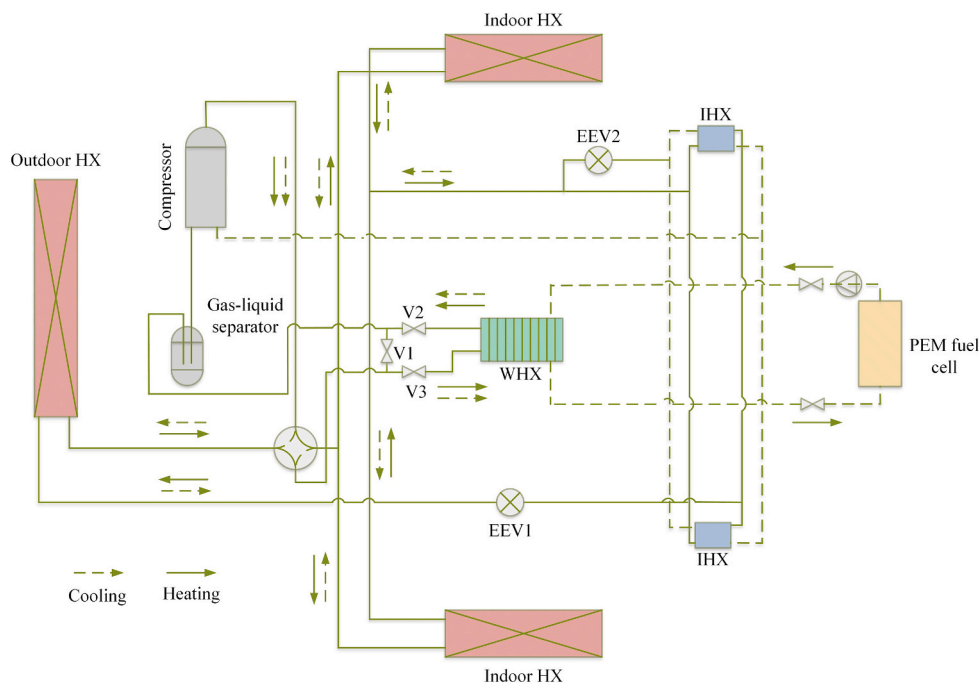 Indoor HX
IHX
EEV2
Outdoor HX
Compressor
Gas-liquid
separator
V2
V1
V3
WHX
PEM fuel
cell
EEV1
IHX
Cooling
Heating
Indoor HX